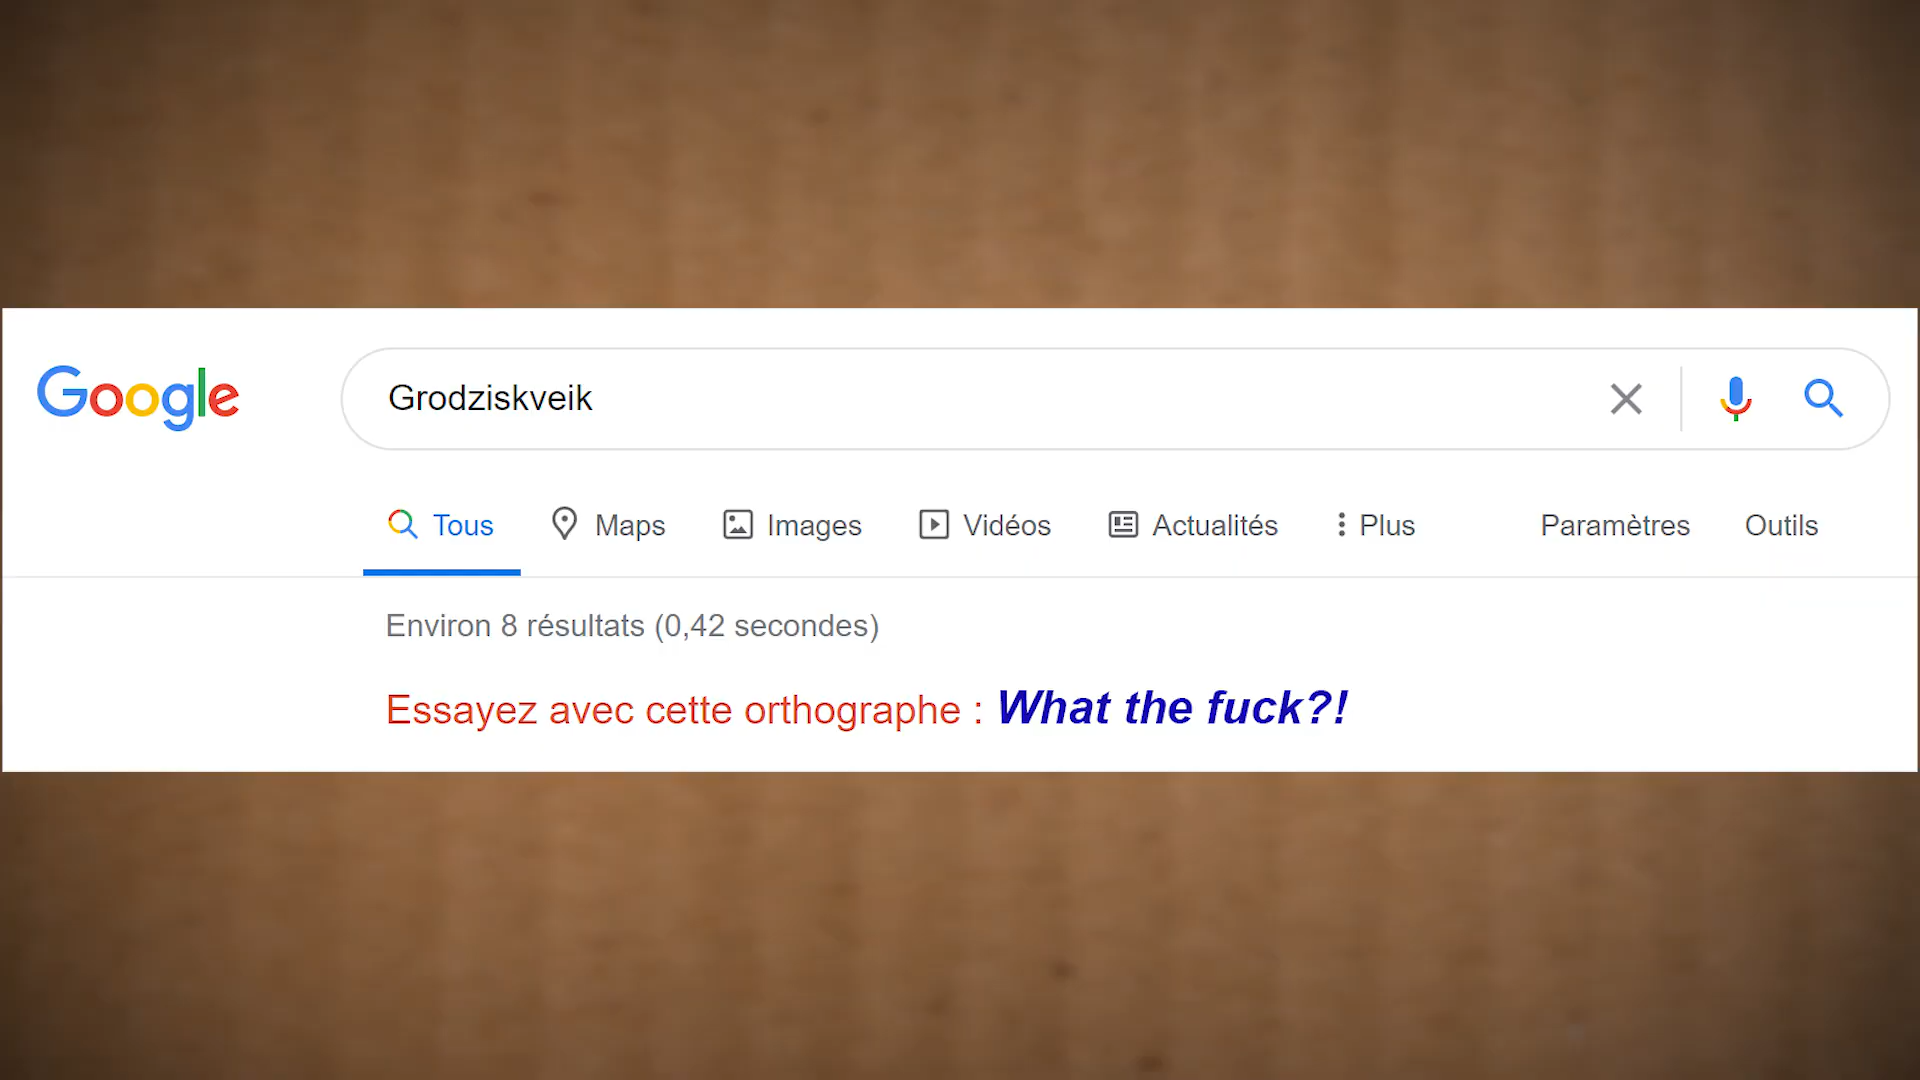 Google
Grodziskveik
Tous Maps Images Vidéos Actualités Plus Paramètres Outils
Environ 8 résultats (0,42 secondes)
Essayez avec cette orthographe : What the fuck?!